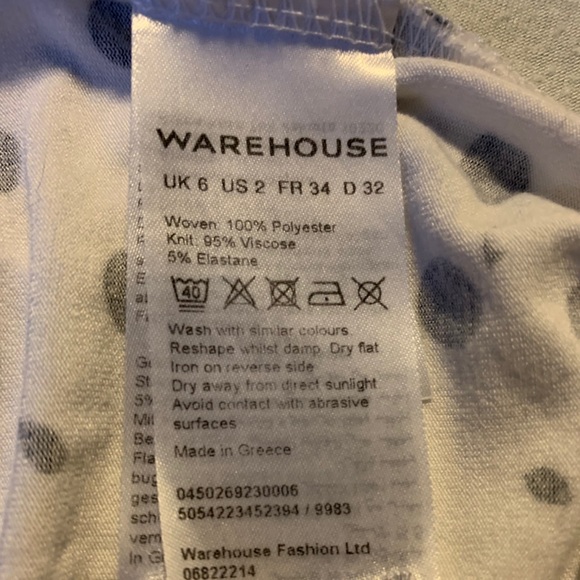 WAREHOUSE
UK 6 US 2 FR 34 D 32
Woven: 100% Polyester
Knit: 95% Viscose
5% Elastane
40
Wash with similar colours.
Reshape whilst damp. Dry flat
Iron on reverse side
Dry away from direct sunlight
Avoid contact with abrasive
surfaces
Made in Greece
0450269230006
5054223452394 / 9983
Warehouse Fashion Ltd
06822214